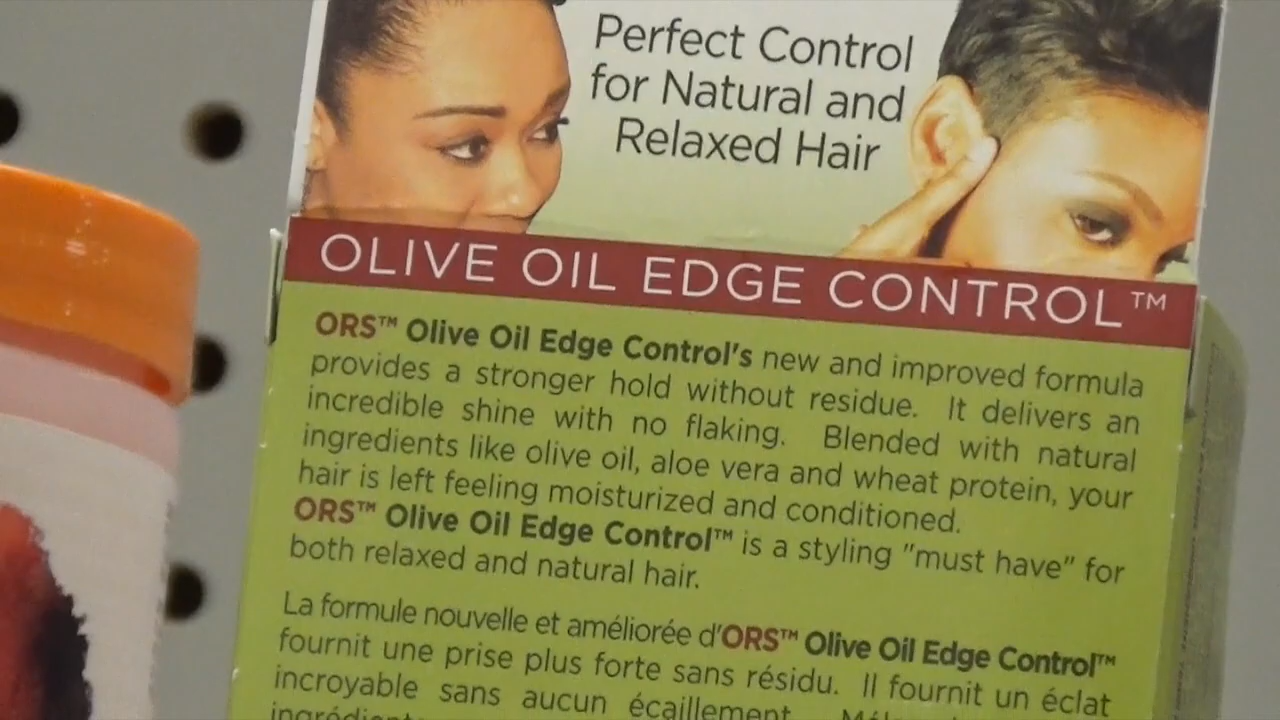 Perfect Control
for Natural and
Relaxed Hair
OLIVE OIL EDGE CONTROL™
ORS™ Olive Oil Edge Control's new and improved formula
provides a stronger hold without residue. It delivers an
incredible shine with no flaking. Blended with natural
ingredients like olive oil, aloe vera and wheat protein, your
hair is left feeling moisturized and conditioned.
ORS™ Olive Oil Edge Control™ is a styling "must have" for
both relaxed and natural hair.
La formule nouvelle et améliorée d'ORS™ Olive Oil Edge Control™
fournit une prise plus forte sans résidu. Il fournit un éclat
incroyable sans aucun écaillement.